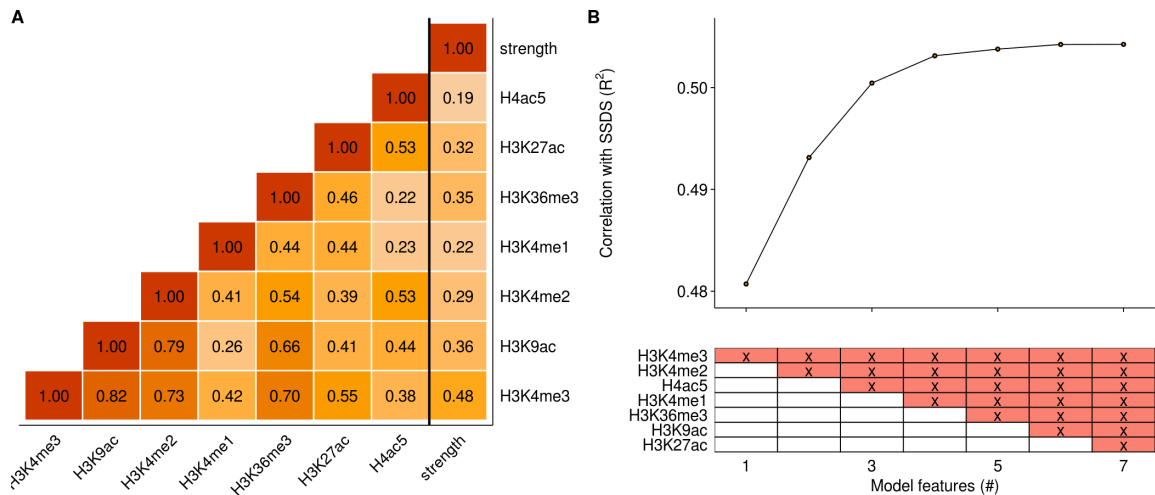 A
1.00 strength
1.00 0.19 H4ac5
1.00 0.53 0.32 H3K27ac
1.00 0.46 0.22 0.35 H3K36me3
1.00 0.44 0.44 0.23 0.22 H3K4me1
1.00 0.41 0.54 0.39 0.53 0.29 H3K4me2
1.00 0.79 0.26 0.66 0.41 0.44 0.36 H3K9ac
1.00 0.82 0.73 0.42 0.70 0.55 0.38 0.48 H3K4me3
H3K4me3 H3K9ac H3K4me2 H3K4me1 H3K36me3 H3K27ac H4ac5 strength
B
Correlation with SSDS (R²)
0.50
0.49
0.48
H3K4me3 x x x x x x x
H3K4me2 x x x x x x
H4ac5 x x x x x
H3K4me1 x x x x
H3K36me3 x x x
H3K9ac x x
H3K27ac x
1 3 5 7
Model features (#)